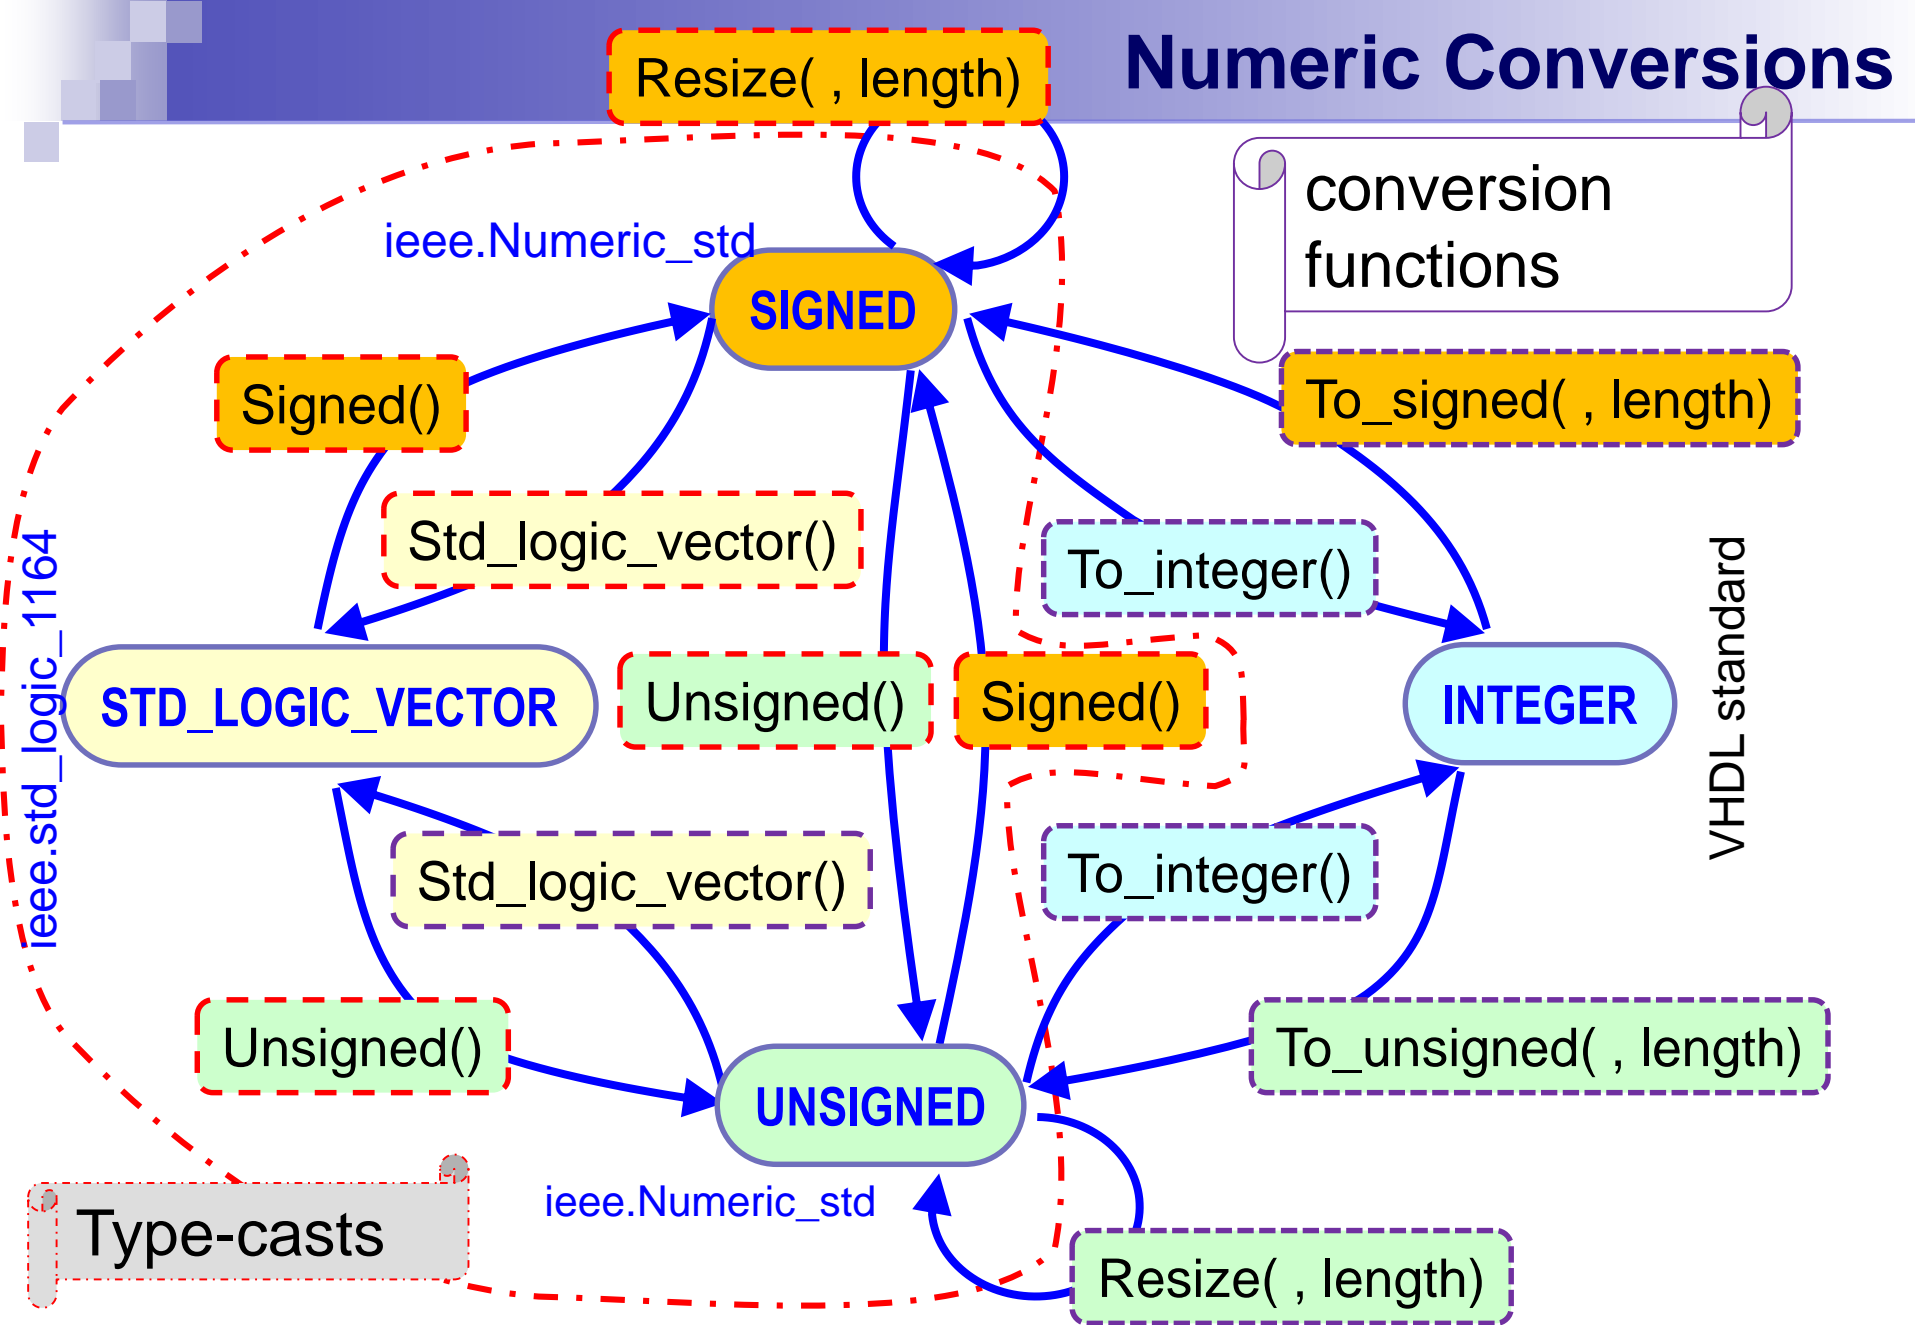 Numeric Conversions
Resize( , length)
conversion
functions
ieee.Numeric_std
SIGNED
Signed()
To_signed( , length)
Std_logic_vector()
To_integer()
ieee.std_logic_1164
VHDL standard
STD_LOGIC_VECTOR
Unsigned()
Signed()
INTEGER
Std_logic_vector()
To_integer()
Unsigned()
To_unsigned( , length)
UNSIGNED
ieee.Numeric_std
Type-casts
Resize( , length)